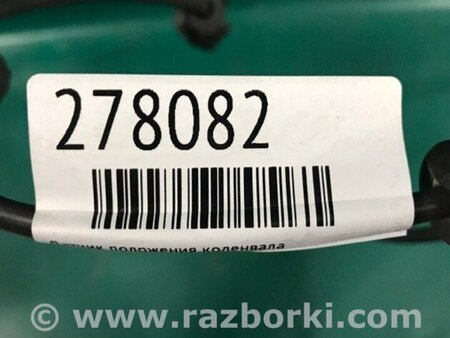 278082
Датчик положения коленвала
© www.razborki.com